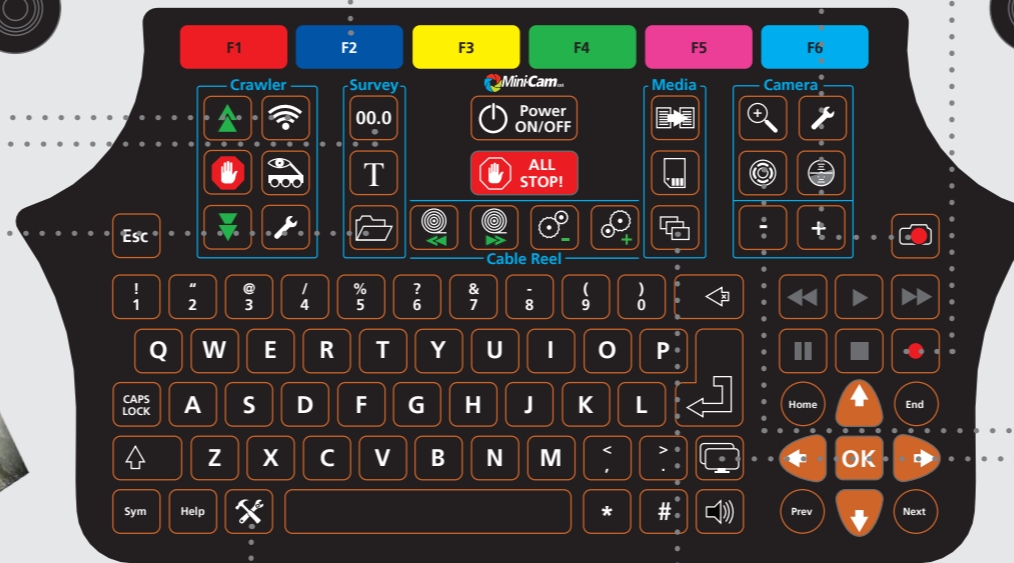 F1 F2 F3 F4 F5 F6
Crawler Survey Mini-Cam Media Camera
00.0 Power
ON/OFF
T ALL
STOP!
Esc - +
- +
Cable Reel
! " @ / % ? & - ( )
1 2 3 4 5 6 7 8 9 0
Q W E R T Y U I O P
CAPS
LOCK A S D F G H J K L Home End
Z X C V B N M < >
, . OK
Sym Help * # Prev Next